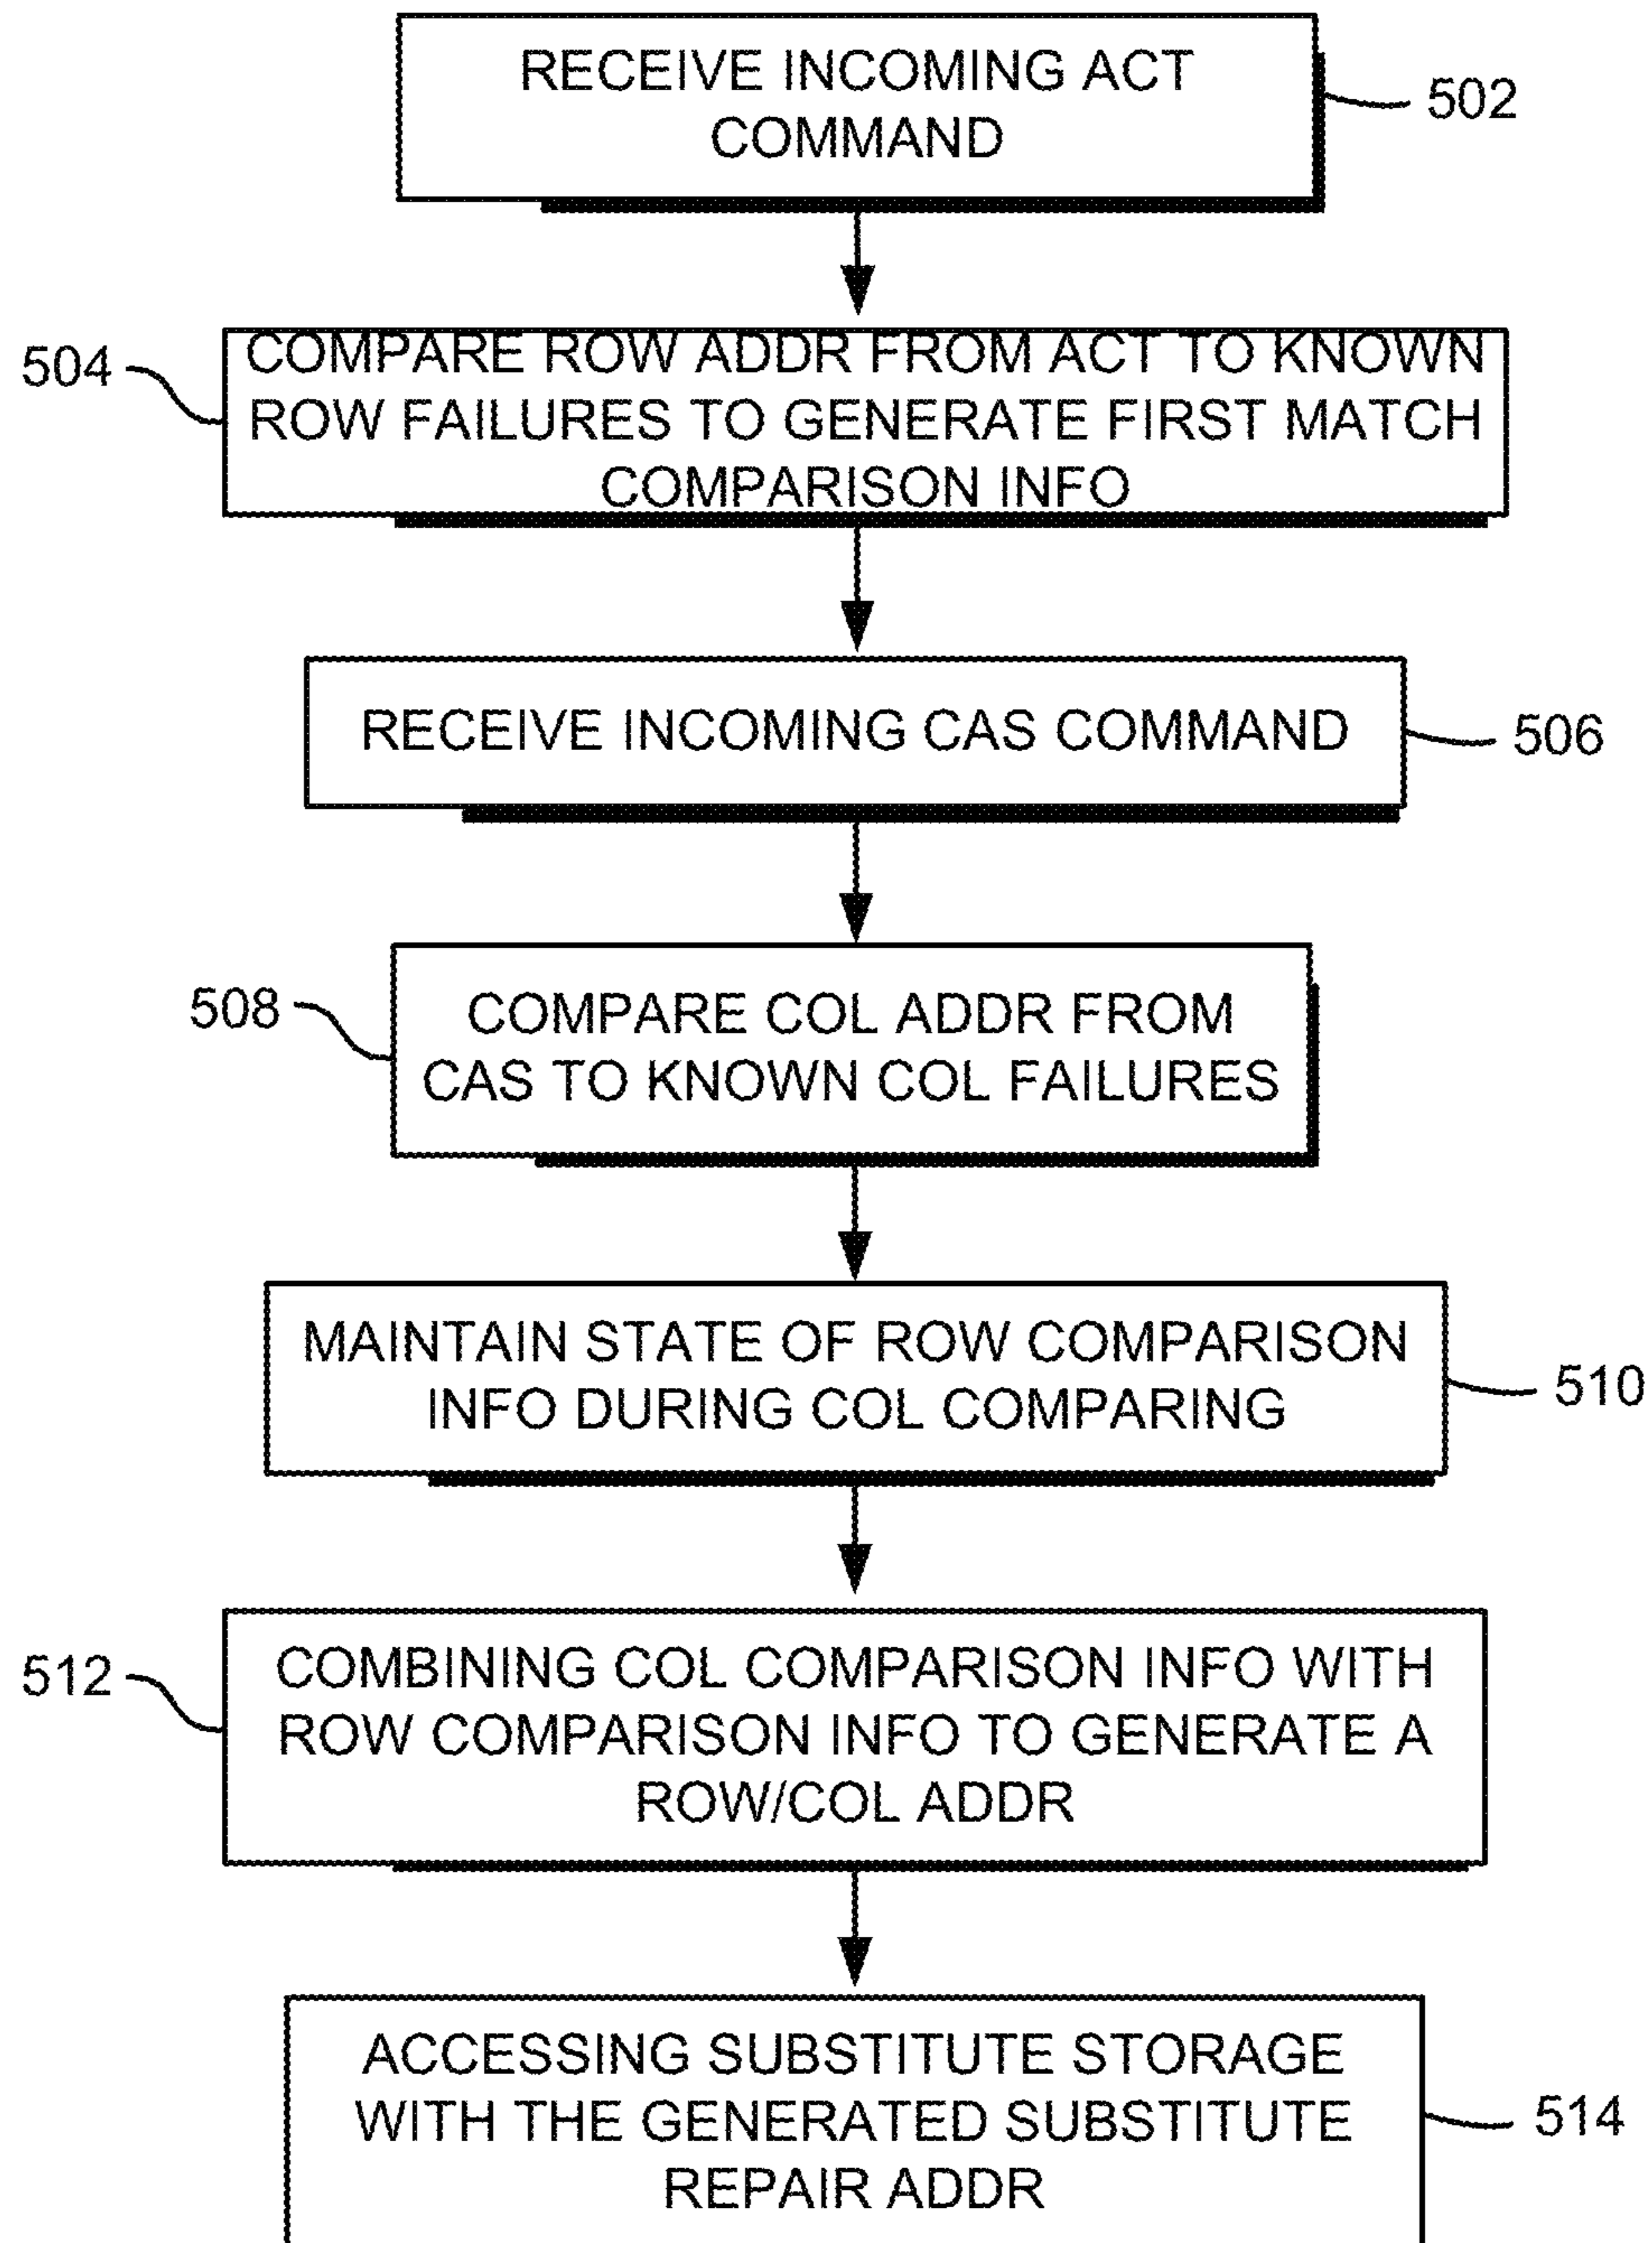 RECEIVE INCOMING ACT
COMMAND
502
504
COMPARE ROW ADDR FROM ACT TO KNOWN
ROW FAILURES TO GENERATE FIRST MATCH
COMPARISON INFO
RECEIVE INCOMING CAS COMMAND
506
508
COMPARE COL ADDR FROM
CAS TO KNOWN COL FAILURES
MAINTAIN STATE OF ROW COMPARISON
INFO DURING COL COMPARING
510
512
COMBINING COL COMPARISON INFO WITH
ROW COMPARISON INFO TO GENERATE A
ROW/COL ADDR
ACCESSING SUBSTITUTE STORAGE
WITH THE GENERATED SUBSTITUTE
REPAIR ADDR
514